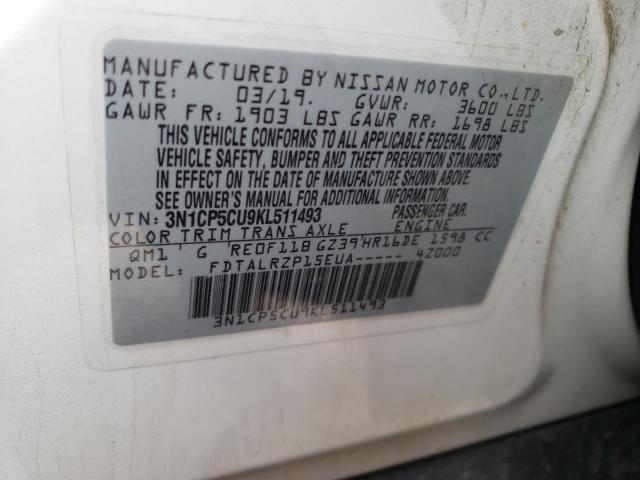 MANUFACTURED BY NISSAN MOTOR CO., LTD.
DATE: 03/19. GVWR: 3600 LBS
GAWR FR: 1903 LBS GAWR RR: 1698 LBS
THIS VEHICLE CONFORMS TO ALL APPLICABLE FEDERAL MOTOR
VEHICLE SAFETY, BUMPER AND THEFT PREVENTION STANDARDS
IN EFFECT ON THE DATE OF MANUFACTURE SHOWN ABOVE.
SEE OWNER'S MANUAL FOR DETAILS.
VIN: 3N1CP5CU9KL511493 PASSENGER CAR.
COLOR TRIM TRANS AXLE ENGINE
QM1 G RE0F11B GZ39 HR16DE 1598 CC
MODEL: FDTALRZP15EUA----- 4Z000
3N1CP5CU9KL511493